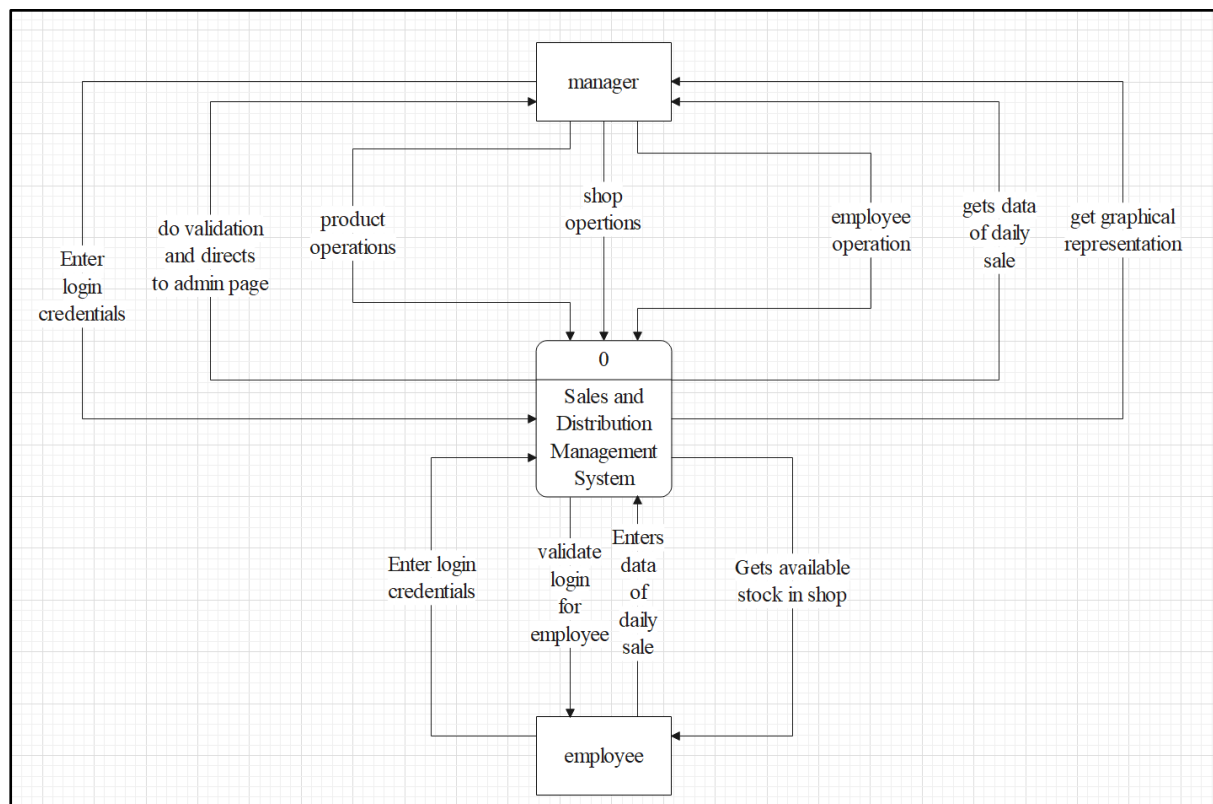 manager
Enter
login
credentials
do validation
and directs
to admin page
product
operations
shop
opertions
employee
operation
gets data
of daily
sale
get graphical
representation
0
Sales and
Distribution
Management
System
Enter login
credentials
validate
login
for
employee
Enters
data
of
daily
sale
Gets available
stock in shop
employee